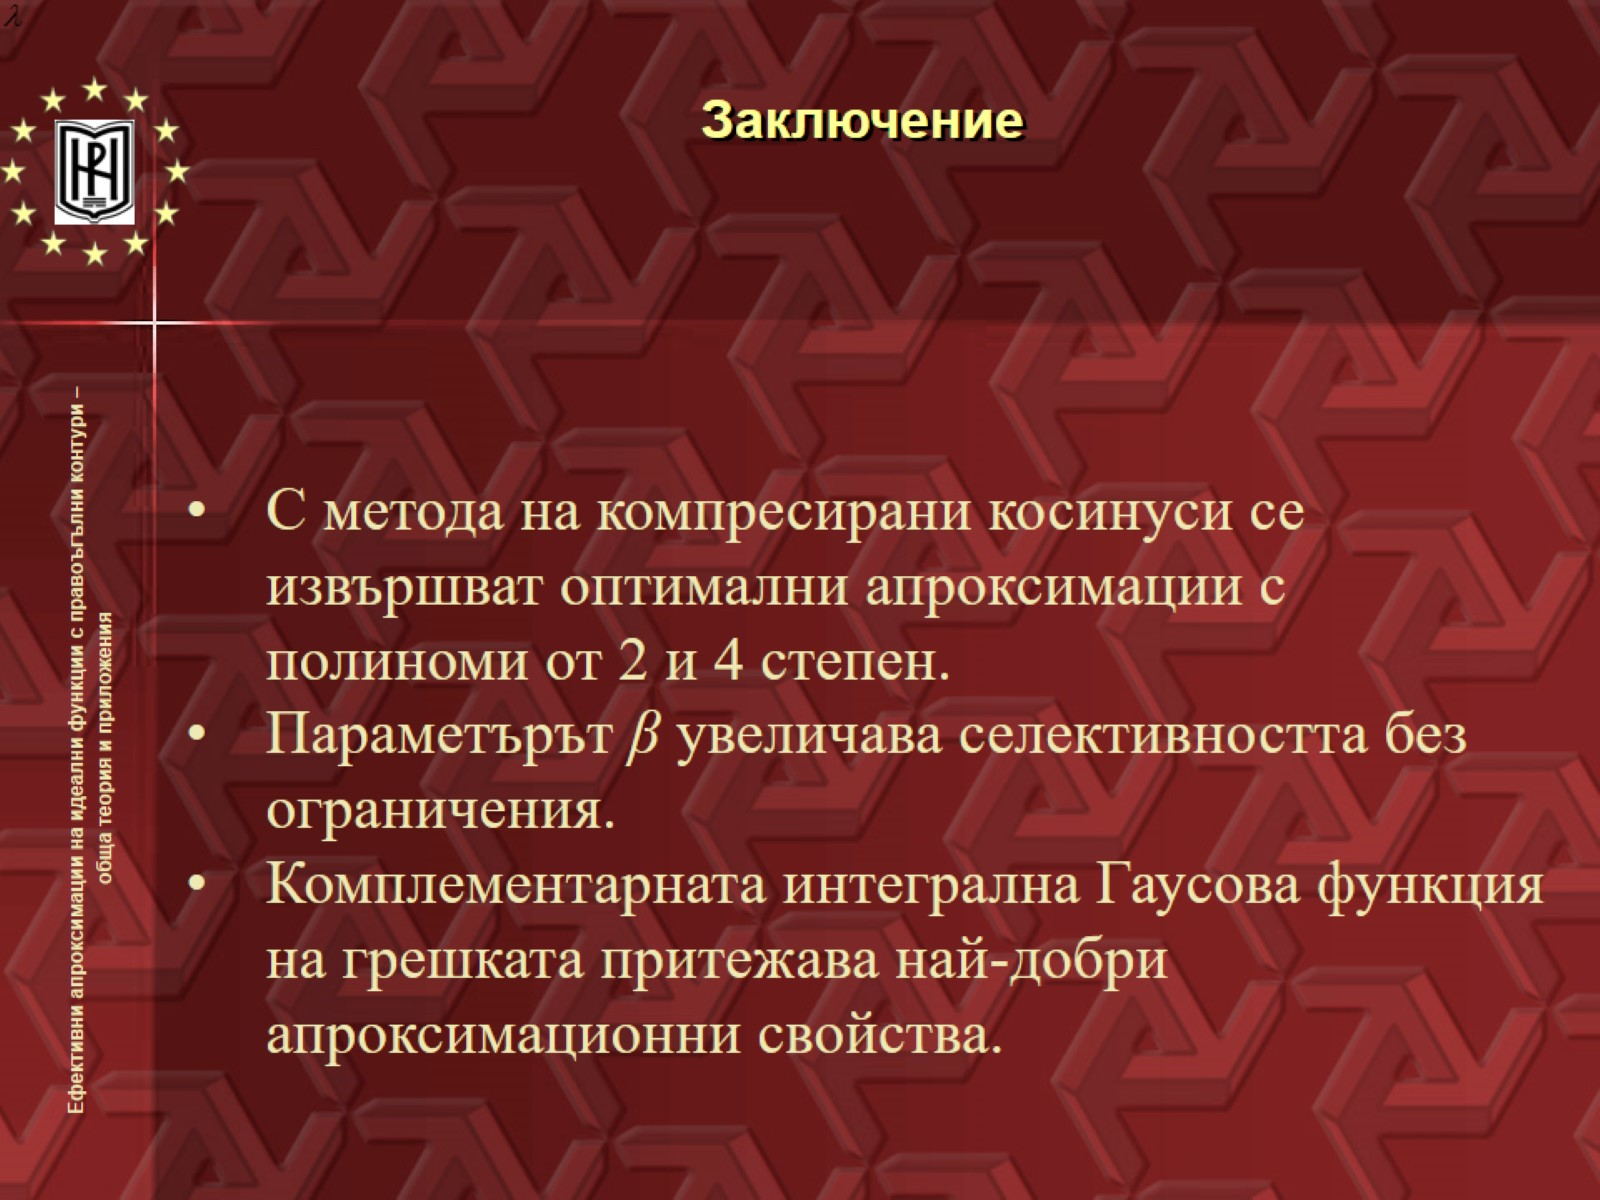 λ
Заключение
Ефективни апроксимации на идеални функции с правоъгълни контури –
обща теория и приложения
• С метода на компресирани косинуси се
извършват оптимални апроксимации с
полиноми от 2 и 4 степен.
• Параметърът β увеличава селективността без
ограничения.
• Комплементарната интегрална Гаусова функция
на грешката притежава най-добри
апроксимационни свойства.